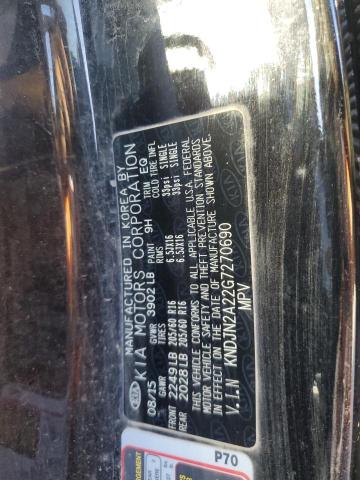 MANUFACTURED IN KOREA BY
KIA MOTORS CORPORATION
08/15 GVWR 3902LB PAINT 9H TRIM EG
TIRES RIMS COLD TIRE INFL
FRONT 2249LB 205/60 R16 6.5JX16 33psi SINGLE
REAR 2028LB 205/60 R16 6.5JX16 33psi SINGLE
THIS VEHICLE CONFORMS TO ALL APPLICABLE U.S.A. FEDERAL
MOTOR VEHICLE SAFETY AND THEFT PREVENTION STANDARDS
IN EFFECT ON THE DATE OF MANUFACTURE SHOWN ABOVE.
V.I.N KNDJN2A22G7270690
MPV
P70